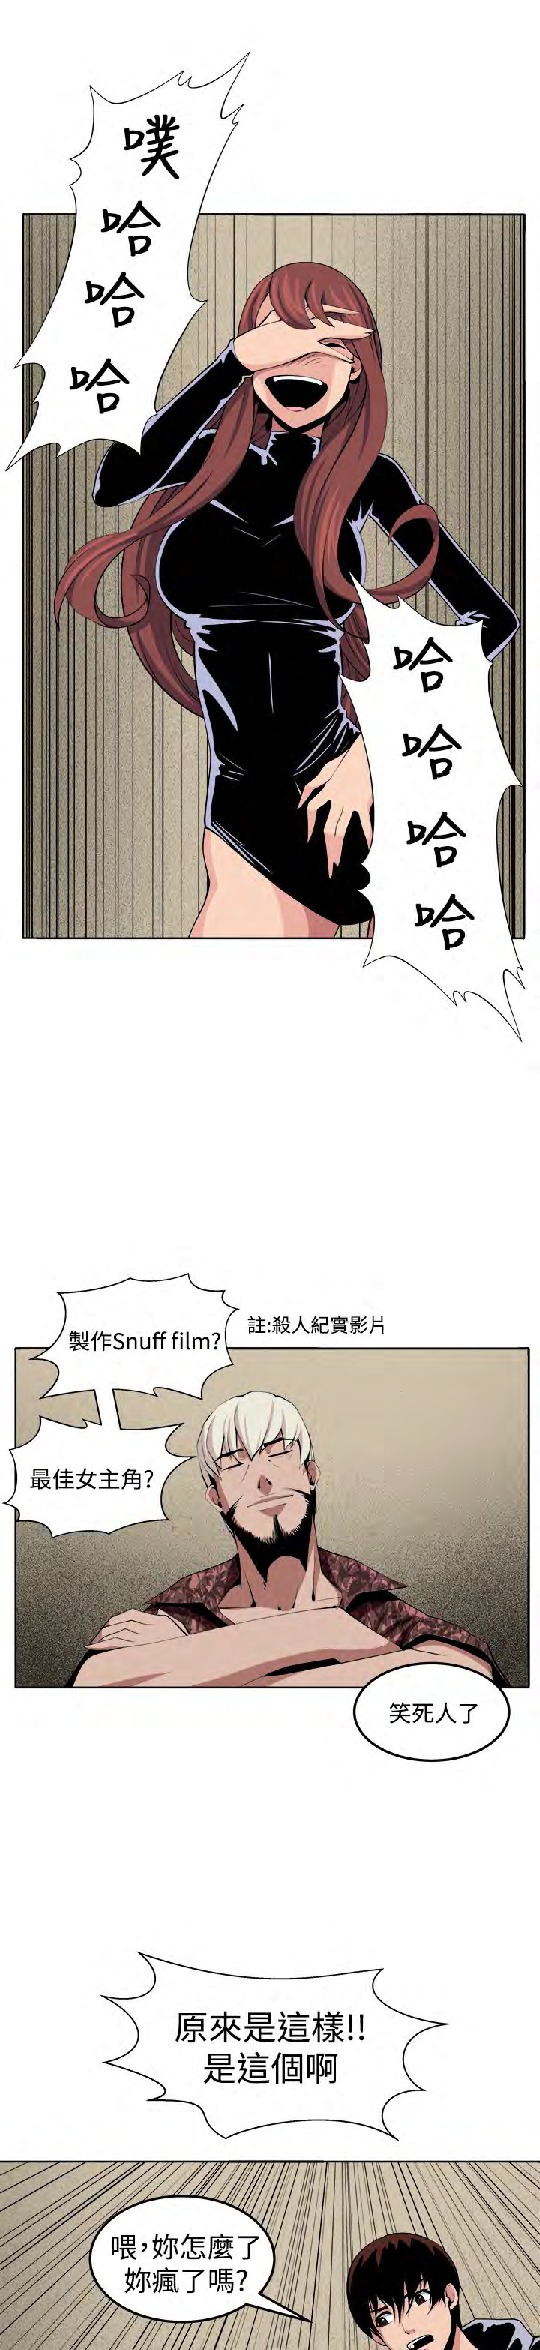 噗
哈
哈
哈
哈
哈
哈
哈
製作Snuff film?
註:殺人紀實影片
最佳女主角?
笑死人了
原來是這樣!!
是這個啊
喂,妳怎麼了
妳瘋了嗎?